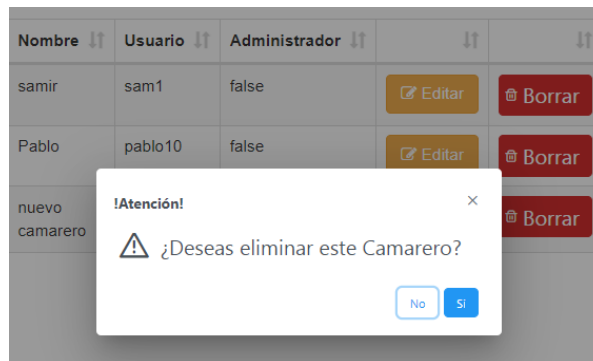 Nombre Usuario Administrador
samir sam1 false Editar Borrar
Pablo pablo10 false Editar Borrar
nuevo
camarero
Borrar
!Atención!
¿Deseas eliminar este Camarero?
No Si